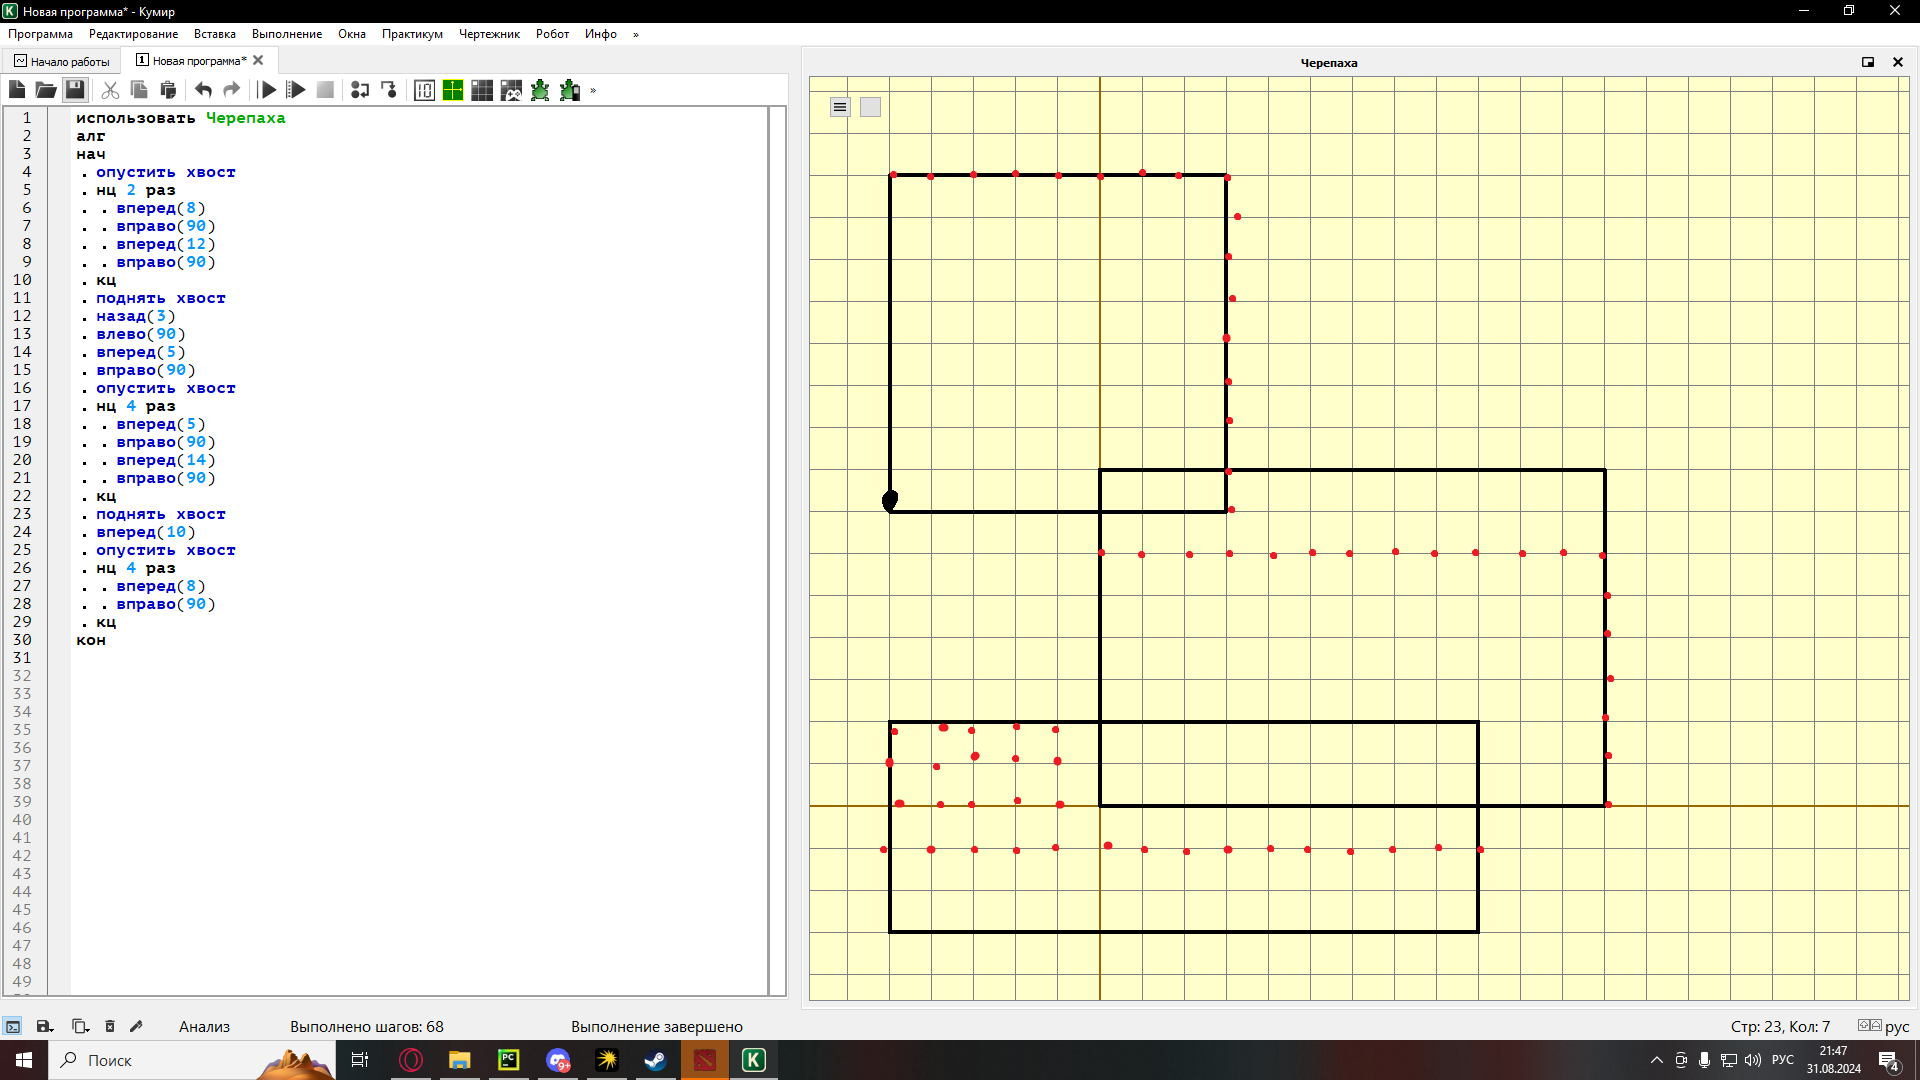 Новая программа* - Кумир
Программа Редактирование Вставка Выполнение Окна Практикум Чертежник Робот Инфо »
Начало работы
1 Новая программа*
Черепаха
»
1 использовать Черепаха
2 алг
3 нач
4 . опустить хвост
5 . нц 2 раз
6 . . вперед(8)
7 . . вправо(90)
8 . . вперед(12)
9 . . вправо(90)
10 . кц
11 . поднять хвост
12 . назад(3)
13 . влево(90)
14 . вперед(5)
15 . вправо(90)
16 . опустить хвост
17 . нц 4 раз
18 . . вперед(5)
19 . . вправо(90)
20 . . вперед(14)
21 . . вправо(90)
22 . кц
23 . поднять хвост
24 . вперед(10)
25 . опустить хвост
26 . нц 4 раз
27 . . вперед(8)
28 . . вправо(90)
29 . кц
30 кон
31
32
33
34
35
36
37
38
39
40
41
42
43
44
45
46
47
48
49
Анализ Выполнено шагов: 68 Выполнение завершено Стр: 23, Кол: 7 рус
Поиск
PC
9+
K
РУС
21:47
31.08.2024
4